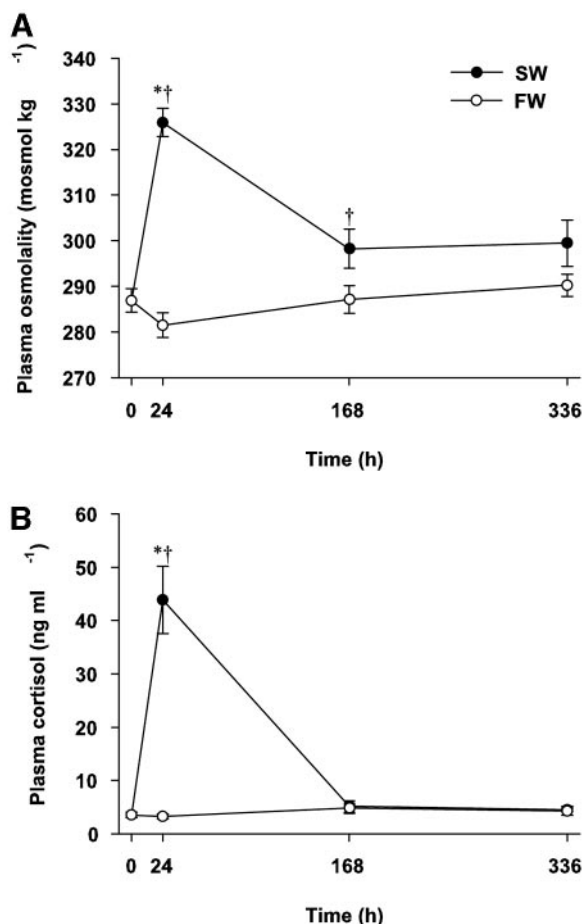 A
Plasma osmolality (mosmol kg -1)
340
330
320
310
300
290
280
270
*†
†
SW
FW
0 24 168 336
Time (h)
B
Plasma cortisol (ng ml -1)
60
50
40
30
20
10
0
*†
0 24 168 336
Time (h)